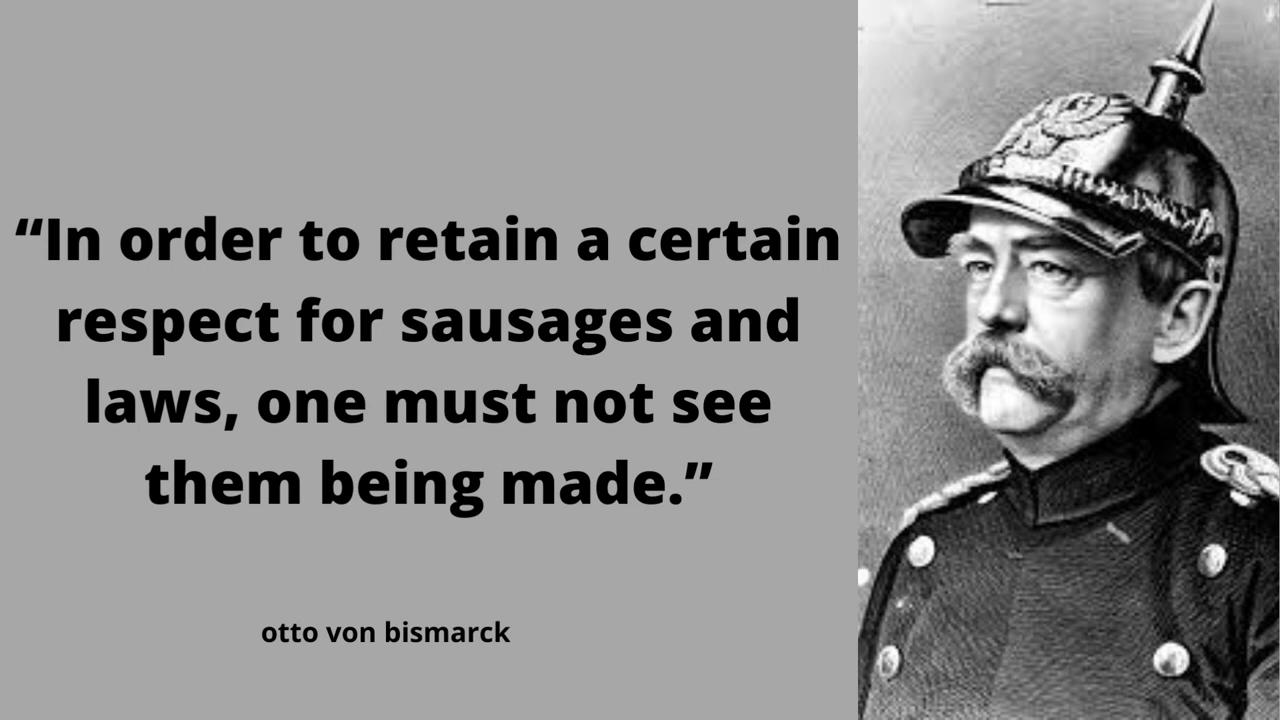 “In order to retain a certain
respect for sausages and
laws, one must not see
them being made.”
otto von bismarck